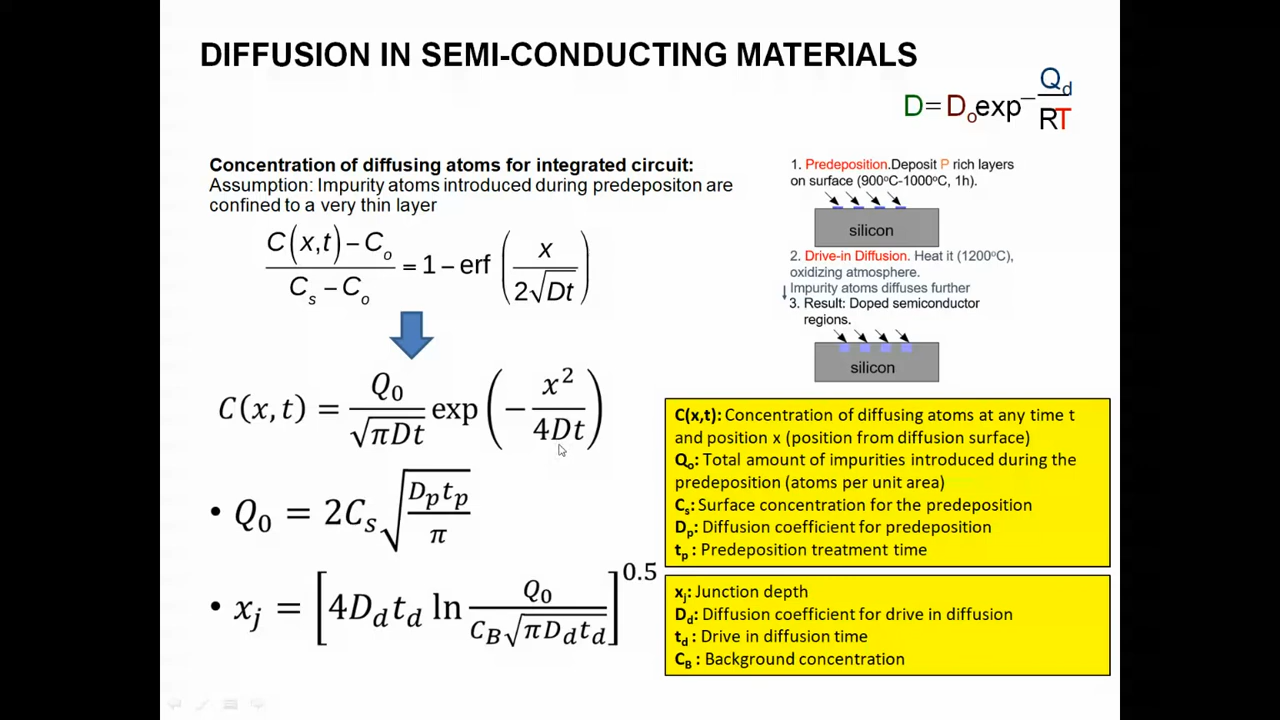 DIFFUSION IN SEMI-CONDUCTING MATERIALS
D=Dₒexp−Q_d/RT
Concentration of diffusing atoms for integrated circuit:
Assumption: Impurity atoms introduced during predepositon are
confined to a very thin layer
(C(x,t)−Cₒ)/(Cₛ−Cₒ) = 1−erf(x/(2√Dt))
C(x,t) = Q₀/√(πDt) exp(−x²/4Dt)
• Q₀ = 2Cₛ√(D_p t_p/π)
• x_j = [4D_d t_d ln Q₀/(C_B√(πD_d t_d))]^0.5
1. Predeposition.Deposit P rich layers
on surface (900°C-1000°C, 1h).
silicon
2. Drive-in Diffusion. Heat it (1200°C),
oxidizing atmosphere.
↓Impurity atoms diffuses further
3. Result: Doped semiconductor
regions.
silicon
C(x,t): Concentration of diffusing atoms at any time t
and position x (position from diffusion surface)
Qₒ: Total amount of impurities introduced during the
predeposition (atoms per unit area)
Cₛ: Surface concentration for the predeposition
D_p: Diffusion coefficient for predeposition
t_p : Predeposition treatment time
x_j: Junction depth
D_d: Diffusion coefficient for drive in diffusion
t_d : Drive in diffusion time
C_B : Background concentration